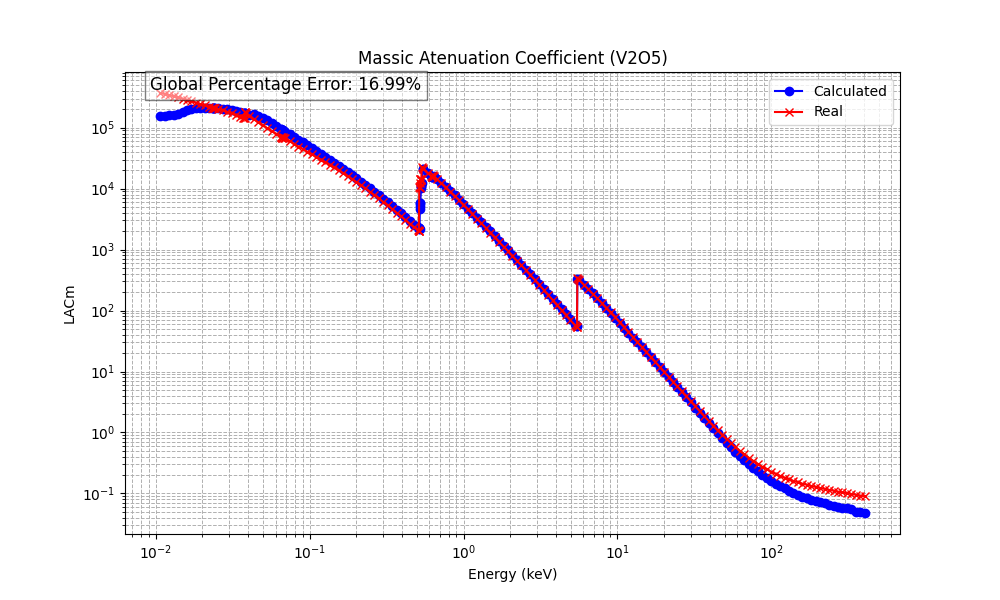 Massic Atenuation Coefficient (V2O5)
Global Percentage Error: 16.99%
Calculated
Real
LACm
10⁵
10⁴
10³
10²
10¹
10⁰
10⁻¹
10⁻² 10⁻¹ 10⁰ 10¹ 10²
Energy (keV)